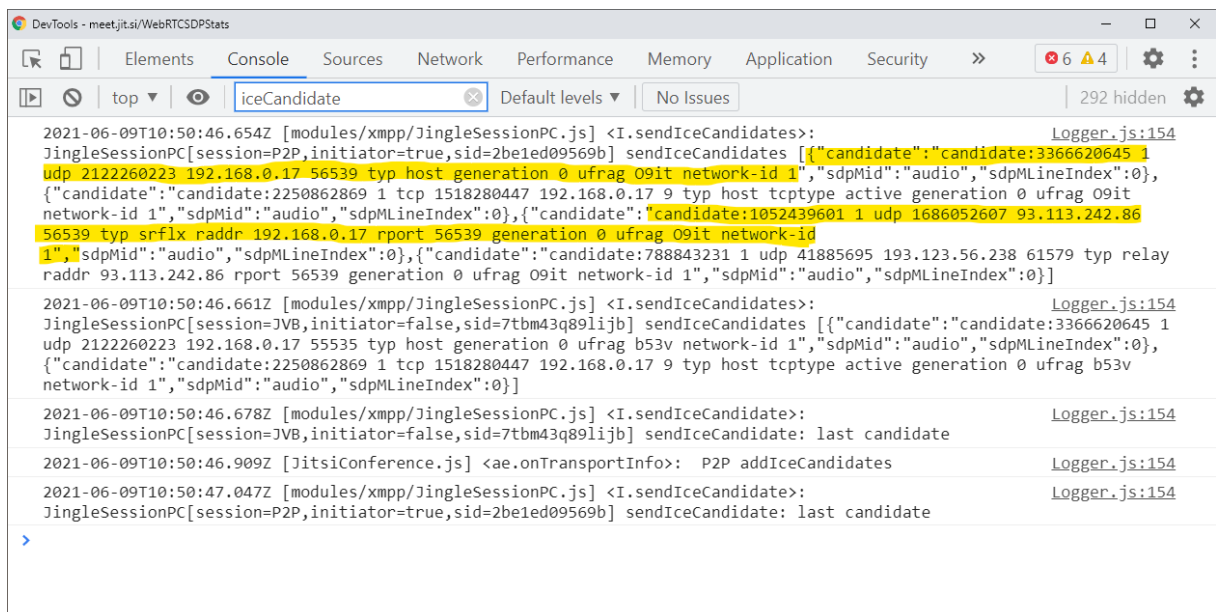 DevTools - meet.jit.si/WebRTCSDPStats
Elements Console Sources Network Performance Memory Application Security » 6 4
top ▼ iceCandidate Default levels ▼ No Issues 292 hidden
2021-06-09T10:50:46.654Z [modules/xmpp/JingleSessionPC.js] <I.sendIceCandidates>: Logger.js:154
JingleSessionPC[session=P2P,initiator=true,sid=2be1ed09569b] sendIceCandidates [{"candidate":"candidate:3366620645 1
udp 2122260223 192.168.0.17 56539 typ host generation 0 ufrag O9it network-id 1","sdpMid":"audio","sdpMLineIndex":0},
{"candidate":"candidate:2250862869 1 tcp 1518280447 192.168.0.17 9 typ host tcptype active generation 0 ufrag O9it
network-id 1","sdpMid":"audio","sdpMLineIndex":0},{"candidate":"candidate:1052439601 1 udp 1686052607 93.113.242.86
56539 typ srflx raddr 192.168.0.17 rport 56539 generation 0 ufrag O9it network-id
1","sdpMid":"audio","sdpMLineIndex":0},{"candidate":"candidate:788843231 1 udp 41885695 193.123.56.238 61579 typ relay
raddr 93.113.242.86 rport 56539 generation 0 ufrag O9it network-id 1","sdpMid":"audio","sdpMLineIndex":0}]
2021-06-09T10:50:46.661Z [modules/xmpp/JingleSessionPC.js] <I.sendIceCandidates>: Logger.js:154
JingleSessionPC[session=JVB,initiator=false,sid=7tbm43q89lijb] sendIceCandidates [{"candidate":"candidate:3366620645 1
udp 2122260223 192.168.0.17 55535 typ host generation 0 ufrag b53v network-id 1","sdpMid":"audio","sdpMLineIndex":0},
{"candidate":"candidate:2250862869 1 tcp 1518280447 192.168.0.17 9 typ host tcptype active generation 0 ufrag b53v
network-id 1","sdpMid":"audio","sdpMLineIndex":0}]
2021-06-09T10:50:46.678Z [modules/xmpp/JingleSessionPC.js] <I.sendIceCandidate>: Logger.js:154
JingleSessionPC[session=JVB,initiator=false,sid=7tbm43q89lijb] sendIceCandidate: last candidate
2021-06-09T10:50:46.909Z [JitsiConference.js] <ae.onTransportInfo>:  P2P addIceCandidates Logger.js:154
2021-06-09T10:50:47.047Z [modules/xmpp/JingleSessionPC.js] <I.sendIceCandidate>: Logger.js:154
JingleSessionPC[session=P2P,initiator=true,sid=2be1ed09569b] sendIceCandidate: last candidate